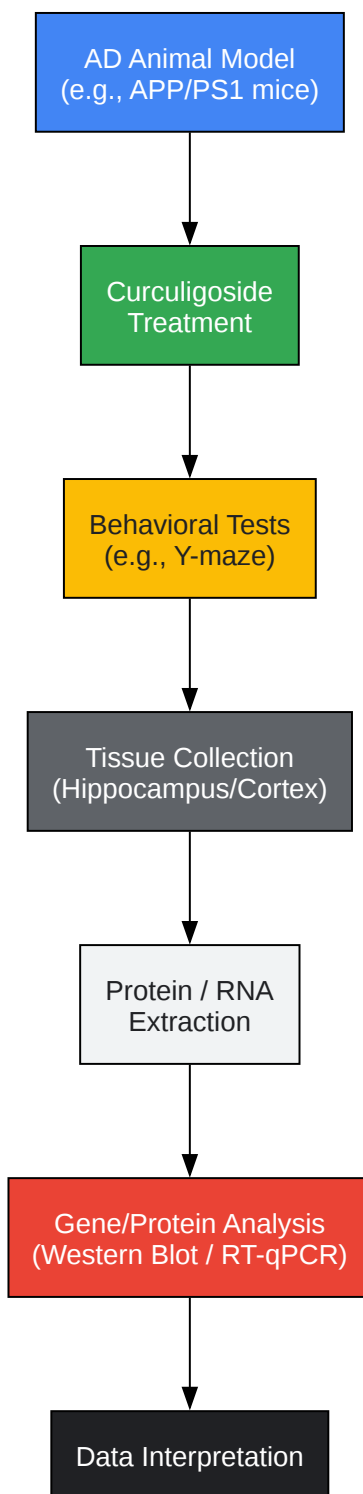 AD Animal Model
(e.g., APP/PS1 mice)
Curculigoside
Treatment
Behavioral Tests
(e.g., Y-maze)
Tissue Collection
(Hippocampus/Cortex)
Protein / RNA
Extraction
Gene/Protein Analysis
(Western Blot / RT-qPCR)
Data Interpretation